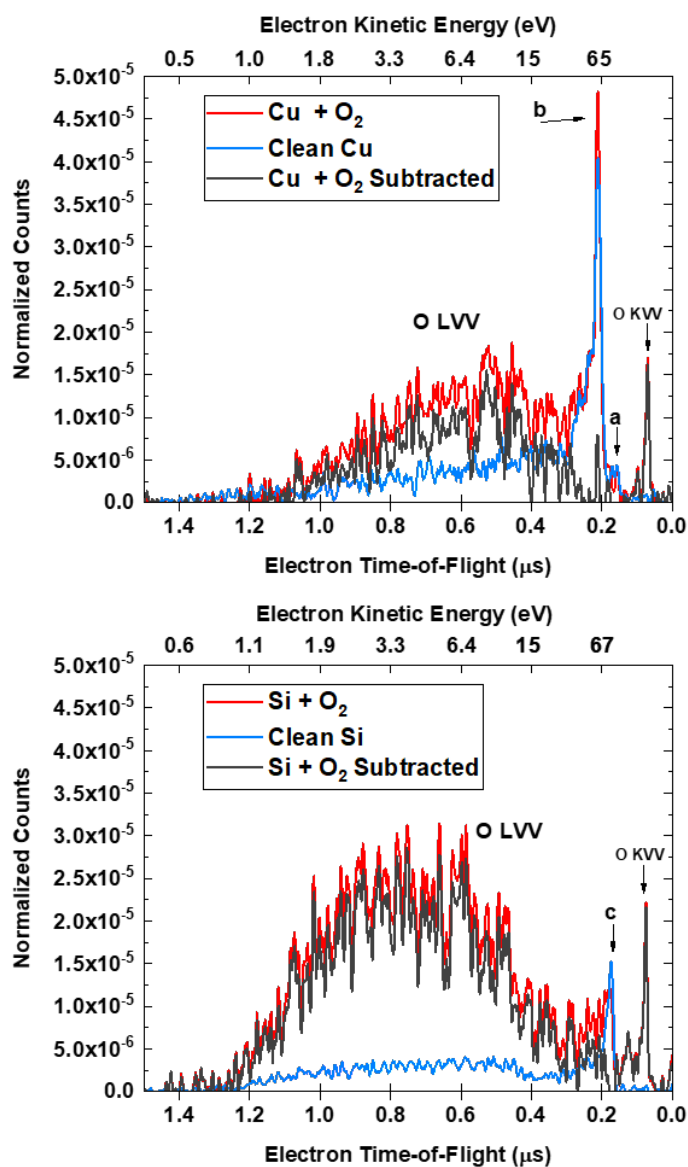 Electron Kinetic Energy (eV)
0.5 1.0 1.8 3.3 6.4 15 65
5.0x10⁻⁵
4.5x10⁻⁵
4.0x10⁻⁵
3.5x10⁻⁵
3.0x10⁻⁵
2.5x10⁻⁵
2.0x10⁻⁵
1.5x10⁻⁵
1.0x10⁻⁵
5.0x10⁻⁶
0.0
Normalized Counts
Cu + O₂
Clean Cu
Cu + O₂ Subtracted
b
O LVV
O KVV
a
1.4 1.2 1.0 0.8 0.6 0.4 0.2 0.0
Electron Time-of-Flight (μs)
Electron Kinetic Energy (eV)
0.6 1.1 1.9 3.3 6.4 15 67
5.0x10⁻⁵
4.5x10⁻⁵
4.0x10⁻⁵
3.5x10⁻⁵
3.0x10⁻⁵
2.5x10⁻⁵
2.0x10⁻⁵
1.5x10⁻⁵
1.0x10⁻⁵
5.0x10⁻⁶
0.0
Normalized Counts
Si + O₂
Clean Si
Si + O₂ Subtracted
O LVV
O KVV
c
1.4 1.2 1.0 0.8 0.6 0.4 0.2 0.0
Electron Time-of-Flight (μs)